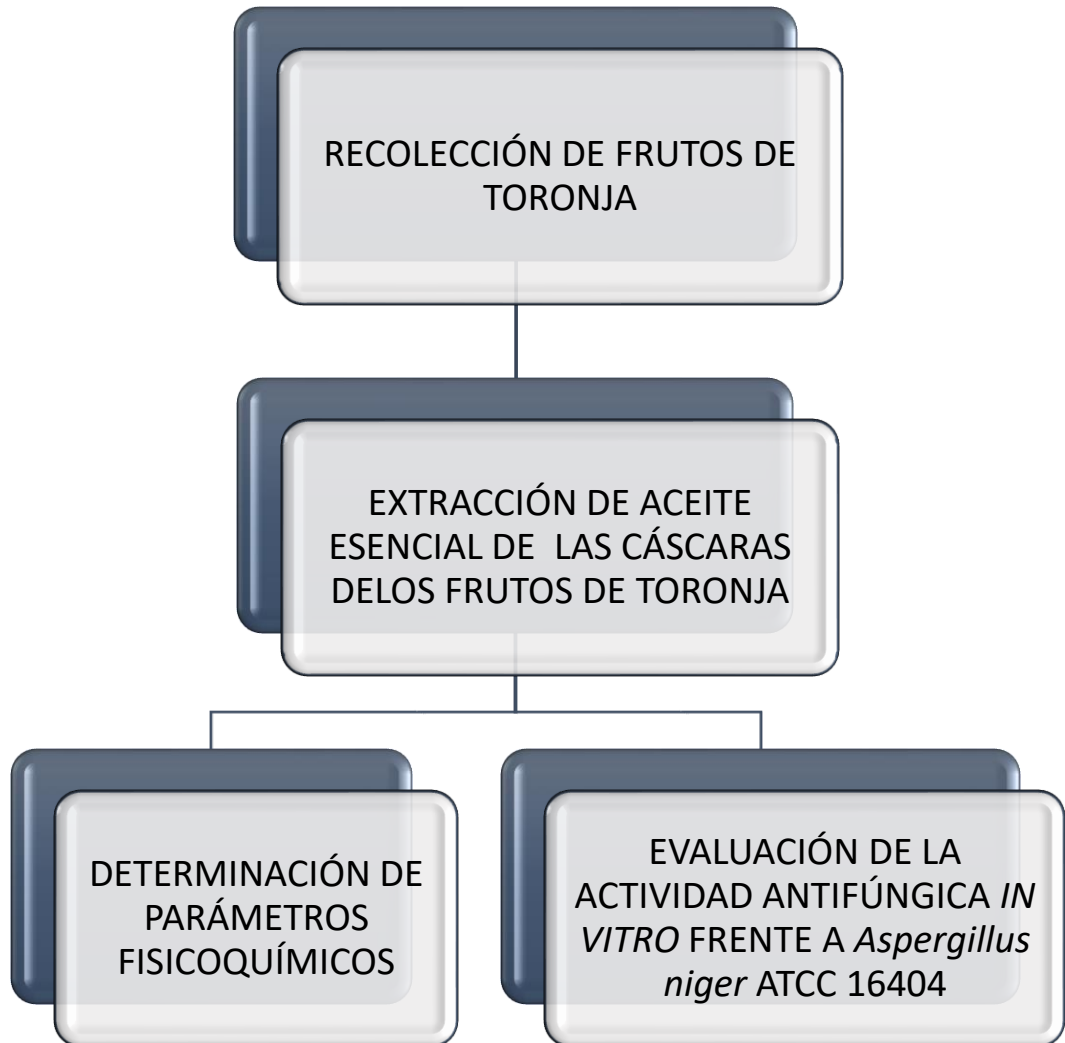 RECOLECCIÓN DE FRUTOS DE
TORONJA
EXTRACCIÓN DE ACEITE
ESENCIAL DE  LAS CÁSCARAS
DELOS FRUTOS DE TORONJA
DETERMINACIÓN DE
PARÁMETROS
FISICOQUÍMICOS
EVALUACIÓN DE LA
ACTIVIDAD ANTIFÚNGICA IN
VITRO FRENTE A Aspergillus
niger ATCC 16404